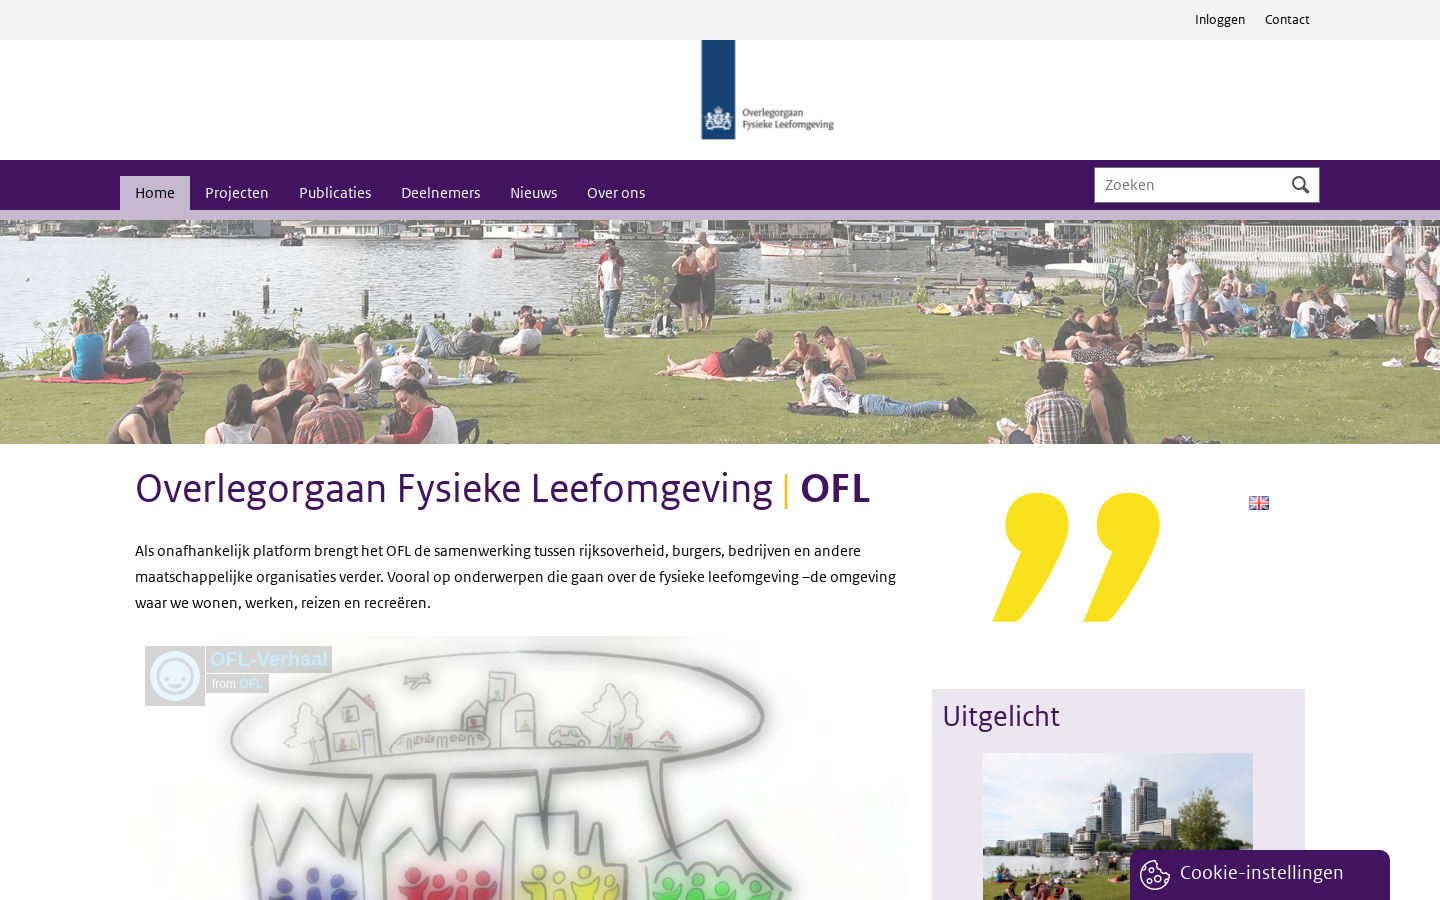 Inloggen Contact
Overlegorgaan
Fysieke Leefomgeving
Home Projecten Publicaties Deelnemers Nieuws Over ons
Zoeken
Overlegorgaan Fysieke Leefomgeving | OFL
Als onafhankelijk platform brengt het OFL de samenwerking tussen rijksoverheid, burgers, bedrijven en andere
maatschappelijke organisaties verder. Vooral op onderwerpen die gaan over de fysieke leefomgeving –de omgeving
waar we wonen, werken, reizen en recreëren.
OFL-Verhaal
from OFL
Uitgelicht
Cookie-instellingen